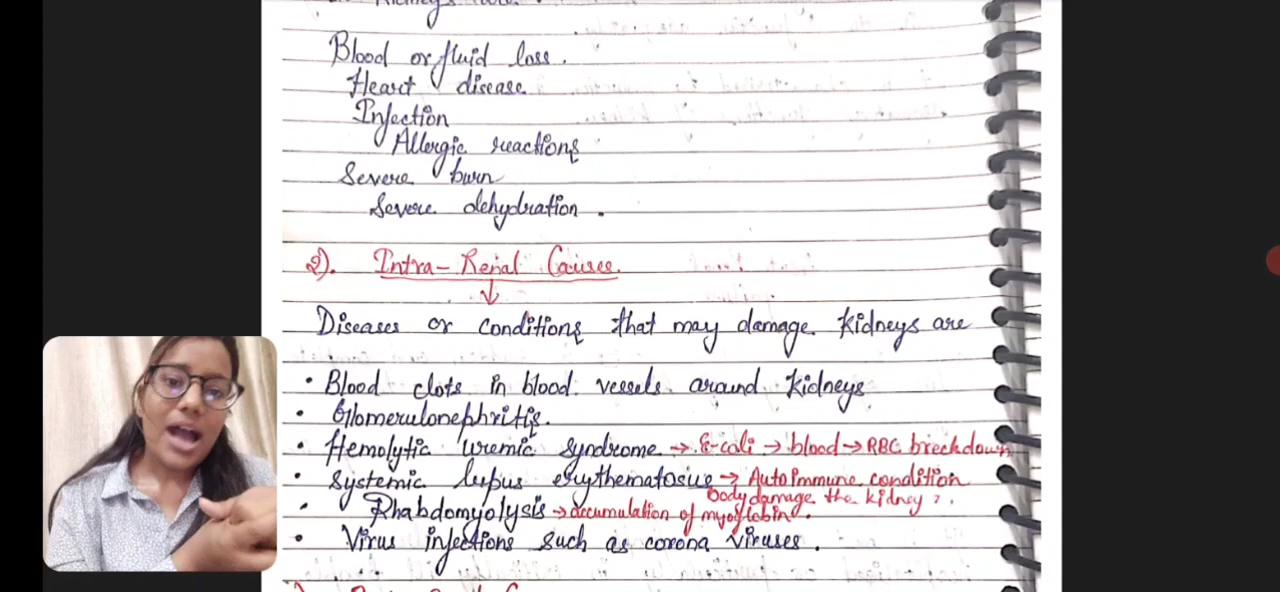 Blood or fluid loss.
Heart disease
Infection
Allergic reactions
Severe burn
Severe dehydration.
2). Intra-Renal Causes.
↓
Diseases or conditions that may damage kidneys are
• Blood clots in blood vessels around kidneys
• Glomerulonephritis.
• Hemolytic uremic syndrome → E-coli → blood → RBC breakdown
• Systemic lupus erythematosus → Autoimmune condition
body damage the kidney
• Rhabdomyolysis → accumulation of myoglobin.
• Virus infections such as corona viruses.